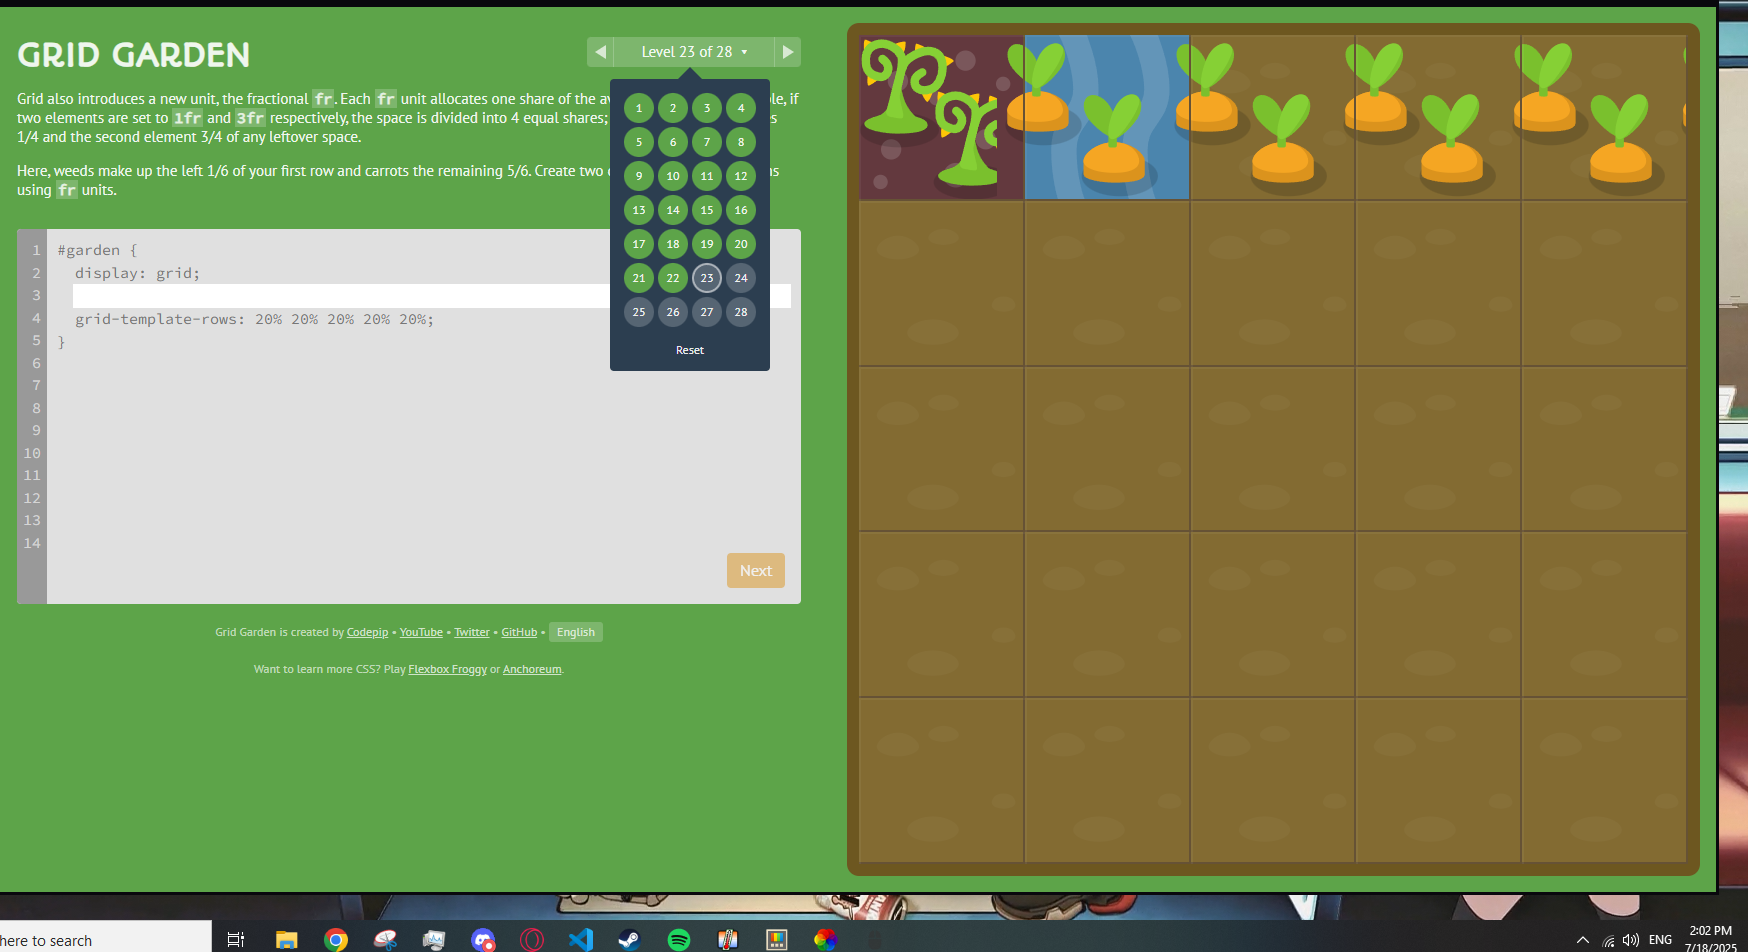 GRID GARDEN
Level 23 of 28
Grid also introduces a new unit, the fractional fr. Each fr unit allocates one share of the av le, if
two elements are set to 1fr and 3fr respectively, the space is divided into 4 equal shares; es
1/4 and the second element 3/4 of any leftover space.
Here, weeds make up the left 1/6 of your first row and carrots the remaining 5/6. Create two c ns
using fr units.
1 2 3 4
5 6 7 8
9 10 11 12
13 14 15 16
17 18 19 20
21 22 23 24
25 26 27 28
Reset
1 #garden {
2 display: grid;
3
4 grid-template-rows: 20% 20% 20% 20% 20%;
5 }
6
7
8
9
10
11
12
13
14
Next
Grid Garden is created by Codepip • YouTube • Twitter • GitHub • English
Want to learn more CSS? Play Flexbox Froggy or Anchoreum.
here to search
ENG
2:02 PM
7/18/2025